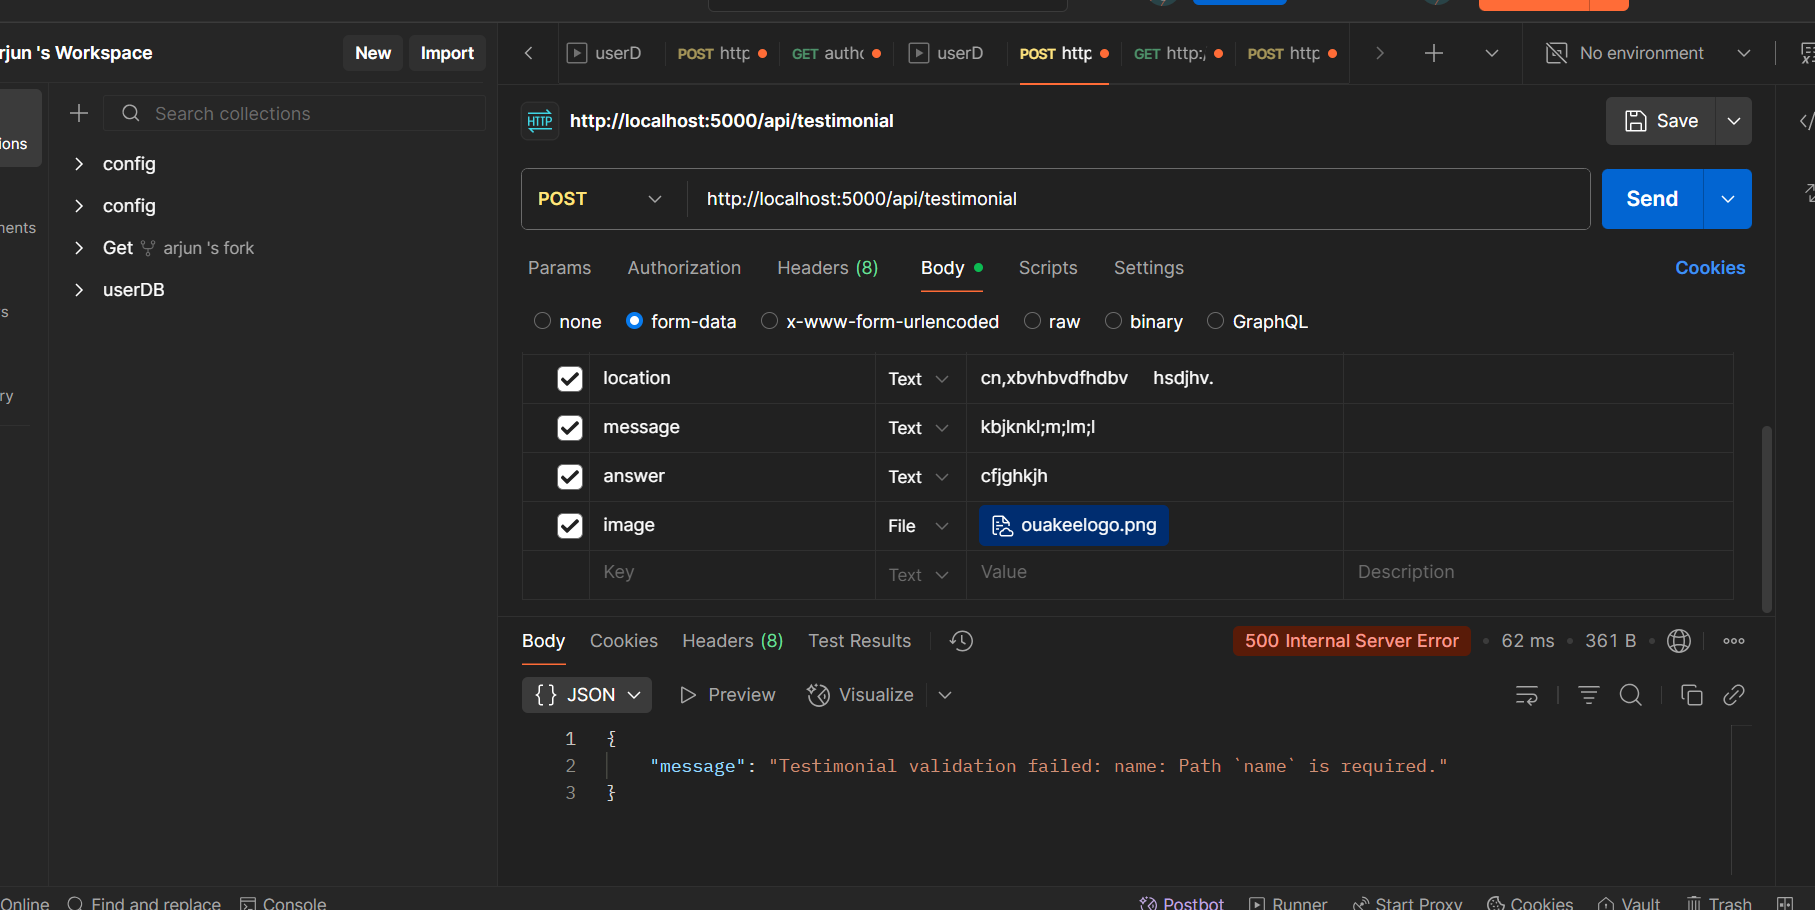 rjun 's Workspace
New
Import
userD
POST http
GET autho
userD
POST http
GET http:/
POST http
No environment
Search collections
ions
config
config
Get arjun 's fork
userDB
nents
s
ry
HTTP
http://localhost:5000/api/testimonial
Save
POST
http://localhost:5000/api/testimonial
Send
Params
Authorization
Headers (8)
Body
Scripts
Settings
Cookies
none
form-data
x-www-form-urlencoded
raw
binary
GraphQL
location Text cn,xbvhbvdfhdbv hsdjhv.
message Text kbjknkl;m;lm;l
answer Text cfjghkjh
image File ouakeelogo.png
Key Text Value Description
Body
Cookies
Headers (8)
Test Results
500 Internal Server Error
62 ms
361 B
{} JSON
Preview
Visualize
1 {
2 "message": "Testimonial validation failed: name: Path `name` is required."
3 }
Online
Find and replace
Console
Postbot
Runner
Start Proxy
Cookies
Vault
Trash